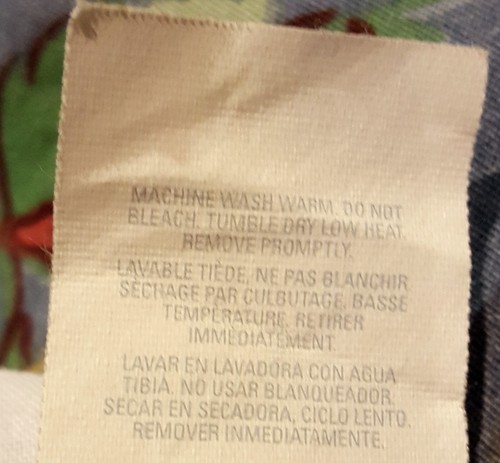 MACHINE WASH WARM. DO NOT
BLEACH. TUMBLE DRY LOW HEAT.
REMOVE PROMPTLY.
LAVABLE TIÈDE, NE PAS BLANCHIR
SÉCHAGE PAR CULBUTAGE, BASSE
TEMPÉRATURE, RETIRER
IMMÉDIATEMENT.
LAVAR EN LAVADORA CON AGUA
TIBIA. NO USAR BLANQUEADOR.
SECAR EN SECADORA, CICLO LENTO.
REMOVER INMEDIATAMENTE.